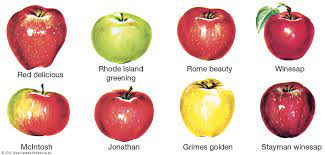 Red delicious
Rhode Island
greening
Rome beauty
Winesap
McIntosh
Jonathan
Grimes golden
Stayman winesap